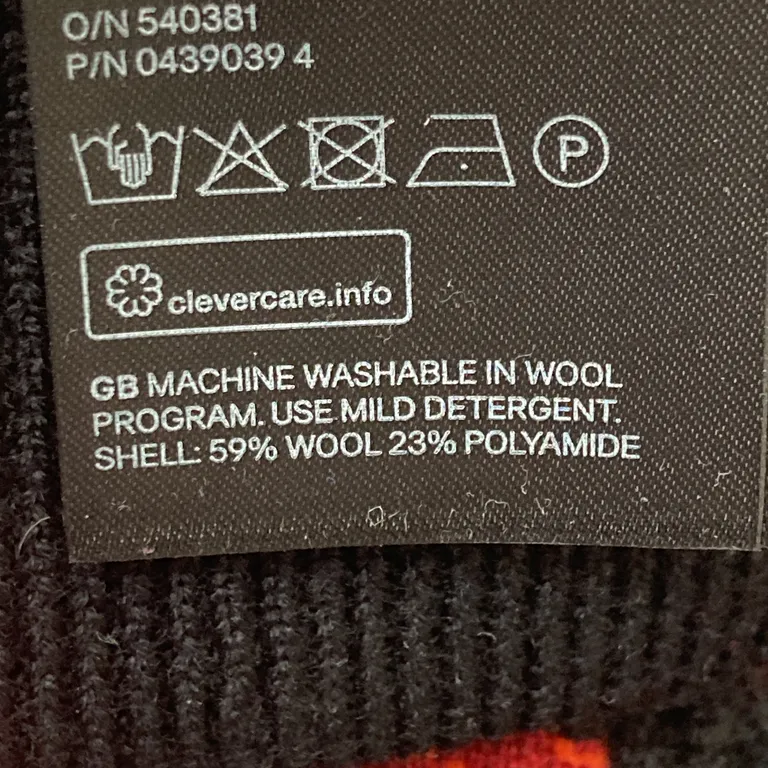 O/N 540381
P/N 0439039 4
P
clevercare.info
GB MACHINE WASHABLE IN WOOL
PROGRAM. USE MILD DETERGENT.
SHELL: 59% WOOL 23% POLYAMIDE